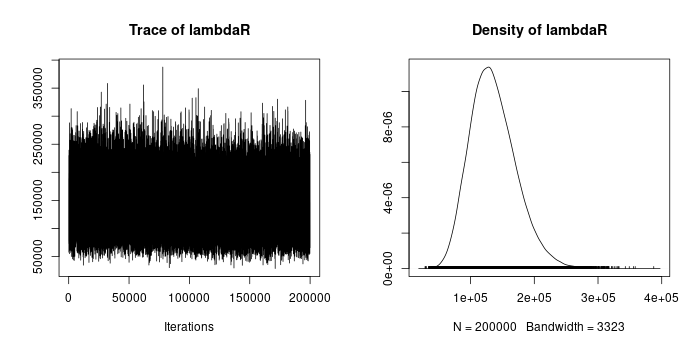 Trace of lambdaR
350000
250000
150000
50000
0 50000 100000 150000 200000
Iterations
Density of lambdaR
8e-06
4e-06
0e+00
1e+05 2e+05 3e+05 4e+05
N = 200000 Bandwidth = 3323